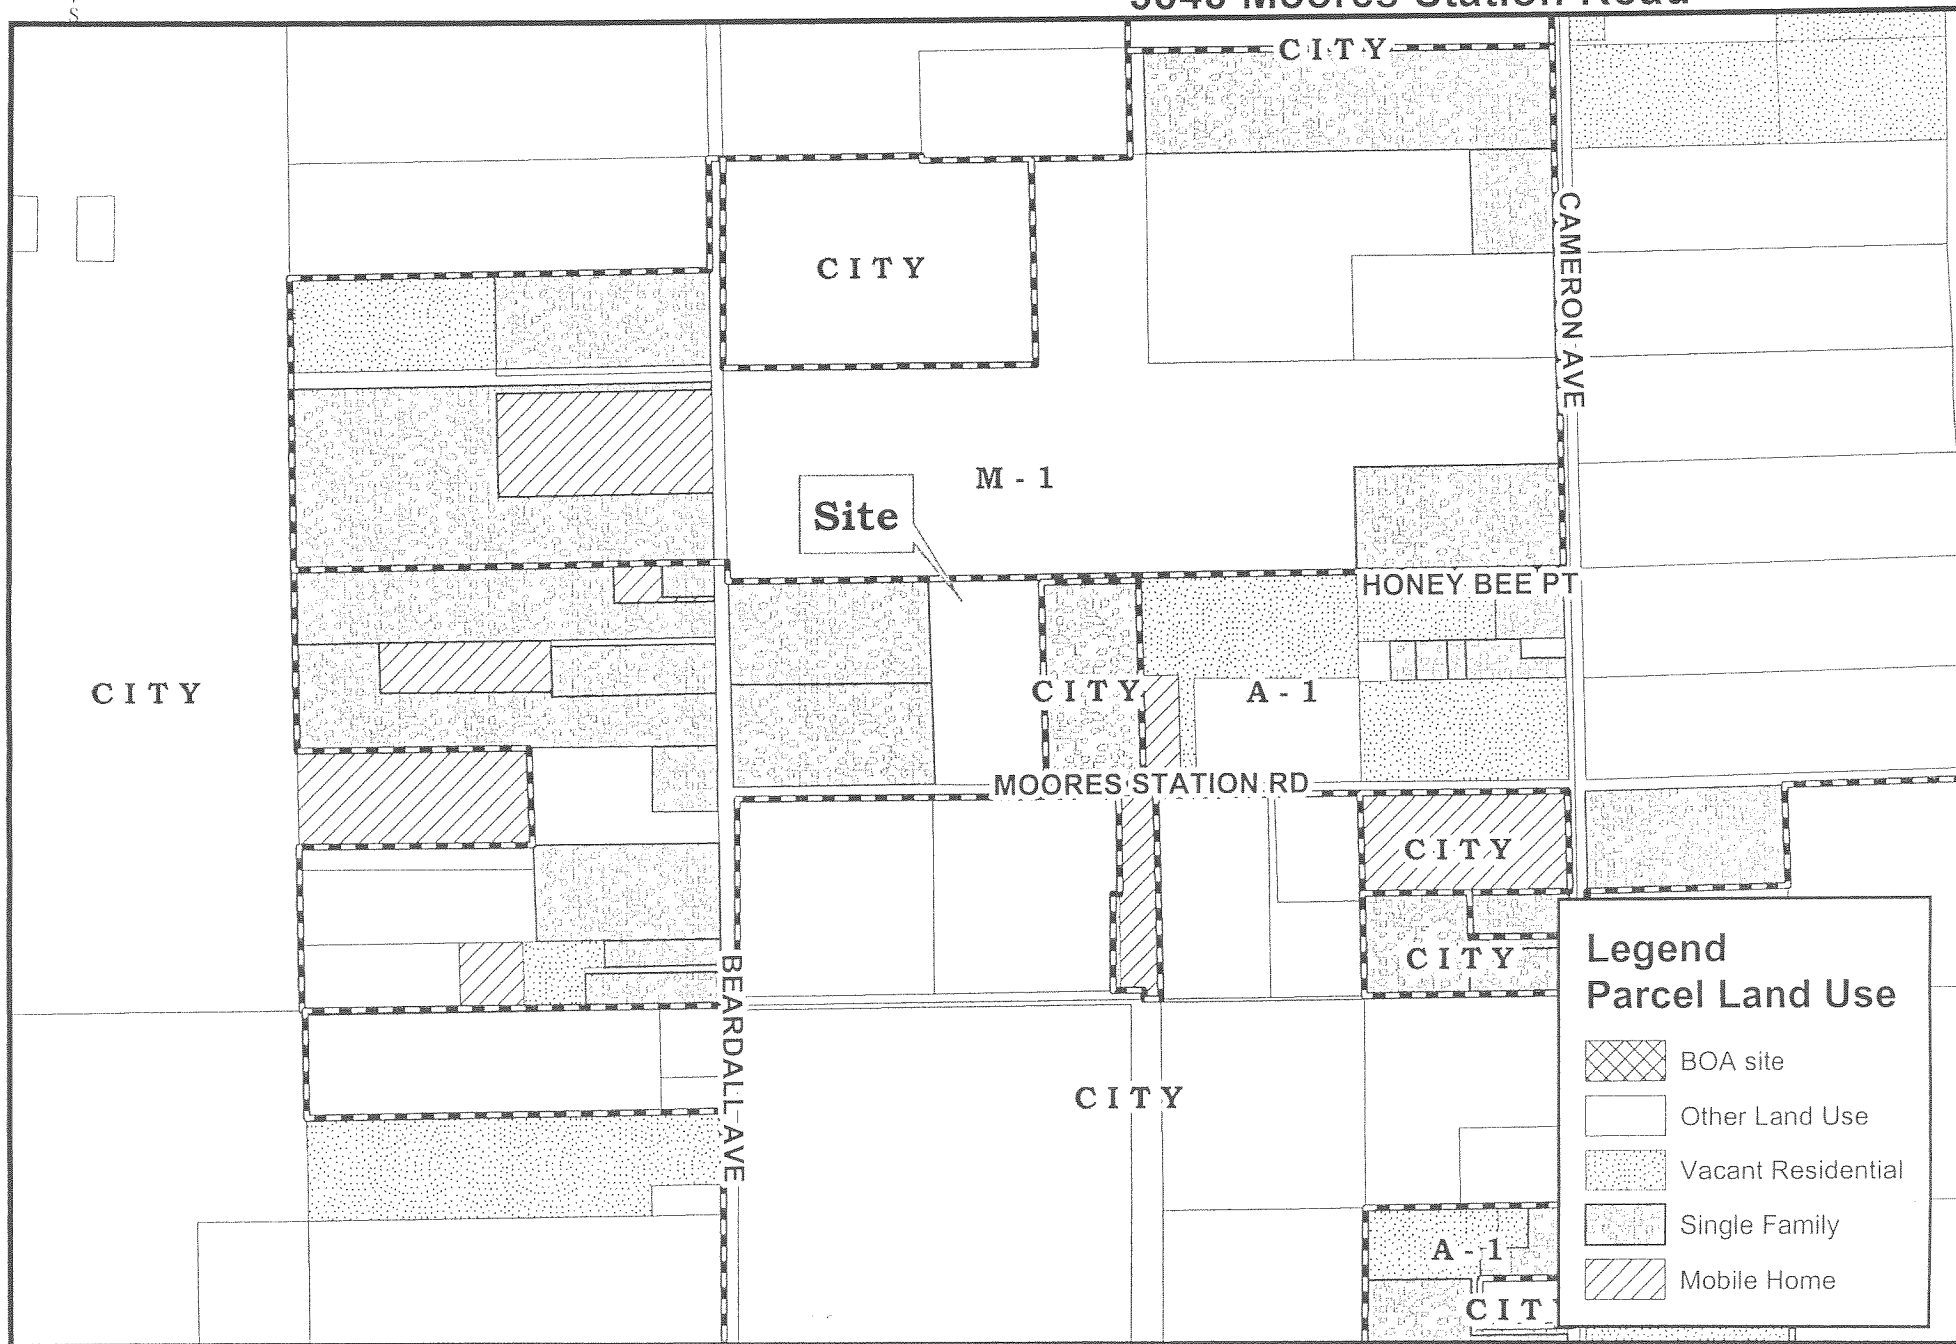 S
CITY
CITY
CAMERON AVE
M - 1
Site
HONEY BEE PT
CITY
CITY
A - 1
MOORES STATION RD
CITY
CITY
BEARDALL AVE
CITY
A - 1
Legend
Parcel Land Use
BOA site
Other Land Use
Vacant Residential
Single Family
Mobile Home